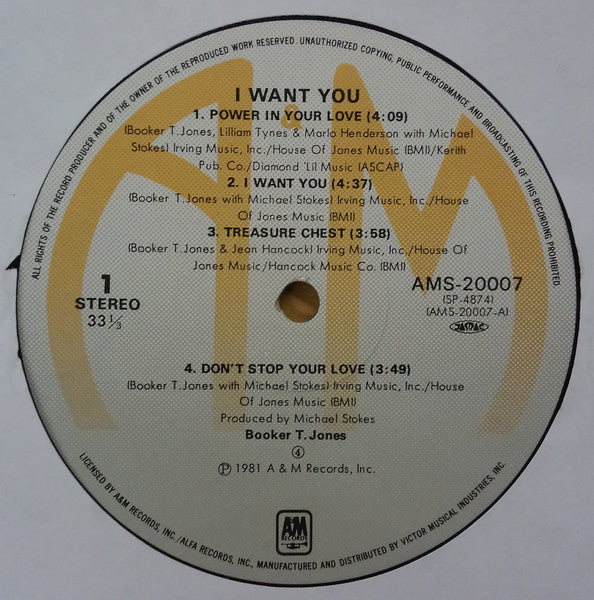 ALL RIGHTS OF THE RECORD PRODUCER AND OF THE OWNER OF THE REPRODUCED WORK RESERVED. UNAUTHORIZED COPYING, PUBLIC PERFORMANCE AND BROADCASTING OF THIS RECORDING PROHIBITED.
I WANT YOU
1. POWER IN YOUR LOVE (4:09)
(Booker T. Jones, Lilliam Tynes & Marlo Henderson with Michael
Stokes) Irving Music, Inc./House Of Jones Music (BMI)/Kerith
Pub. Co./Diamond 'Lil Music (ASCAP)
2. I WANT YOU (4:37)
(Booker T. Jones with Michael Stokes) Irving Music, Inc./House
Of Jones Music (BMI)
3. TREASURE CHEST (3:58)
(Booker T. Jones & Jean Hancock) Irving Music, Inc./House Of
Jones Music/Hancock Music Co. (BMI)
1
STEREO
33 1/3
AMS-20007
(SP-4874)
(AMS-20007-A)
JASRAC
4. DON'T STOP YOUR LOVE (3:49)
(Booker T. Jones with Michael Stokes) Irving Music, Inc./House
Of Jones Music (BMI)
Produced by Michael Stokes
Booker T. Jones
④
Ⓟ 1981 A & M Records, Inc.
A&M
RECORDS
LICENSED BY A&M RECORDS, INC./ALFA RECORDS, INC., MANUFACTURED AND DISTRIBUTED BY VICTOR MUSICAL INDUSTRIES, INC.